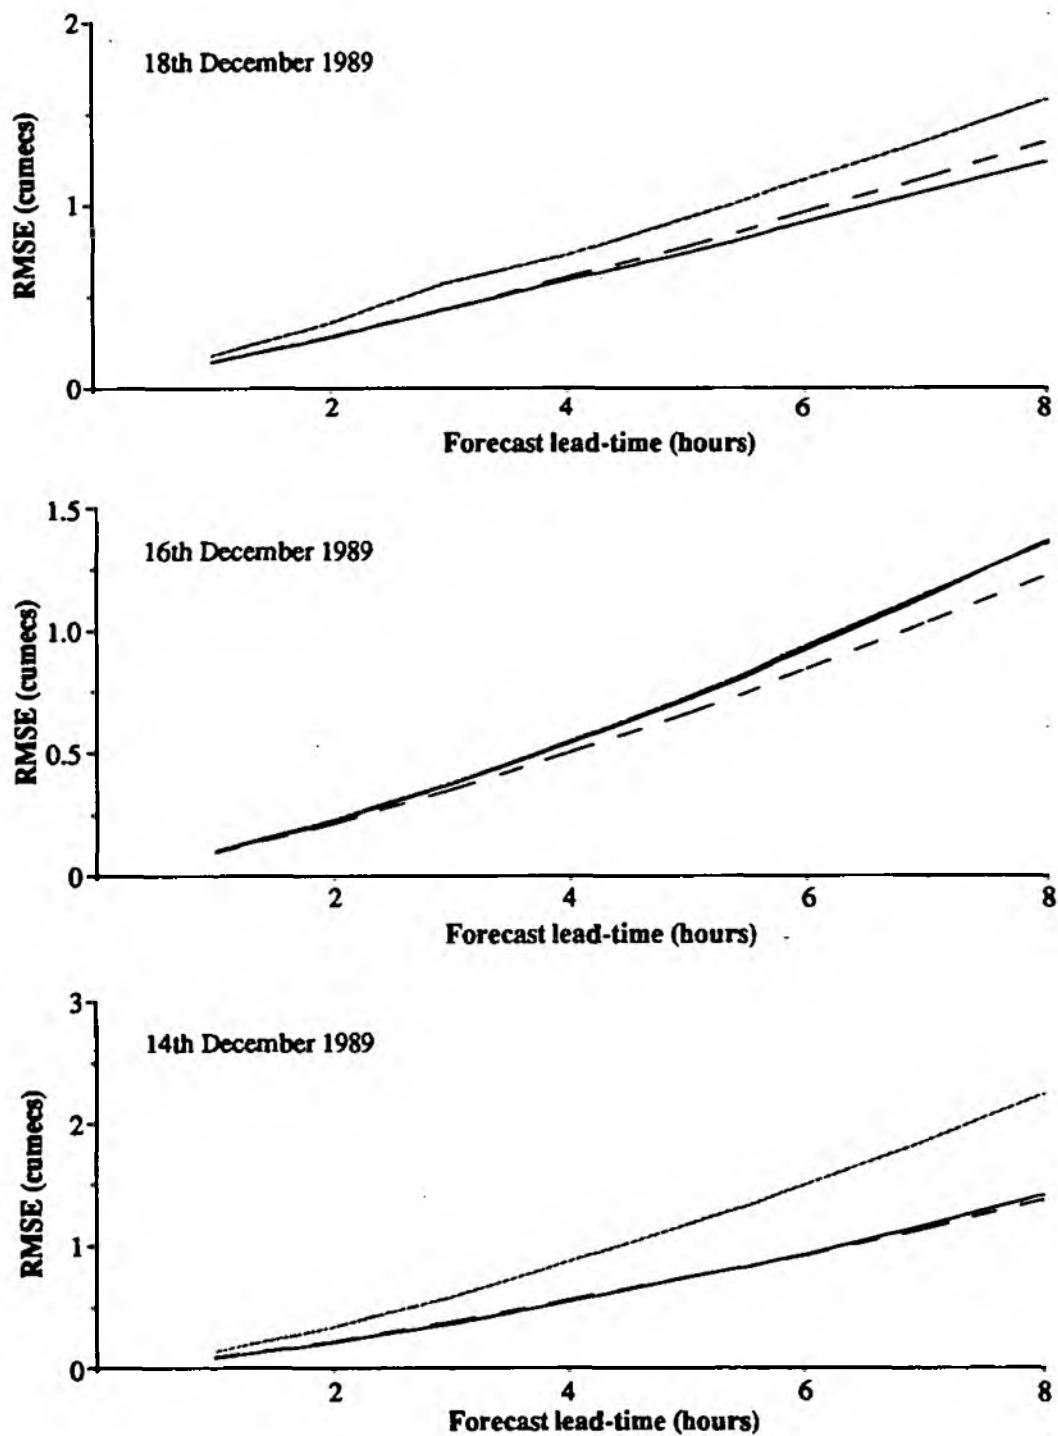 2
18th December 1989
RMSE (cumecs)
1
0
2 4 6 8
Forecast lead-time (hours)
1.5
16th December 1989
RMSE (cumecs)
1.0
0.5
0
2 4 6 8
Forecast lead-time (hours)
3
14th December 1989
RMSE (cumecs)
2
1
0
2 4 6 8
Forecast lead-time (hours)